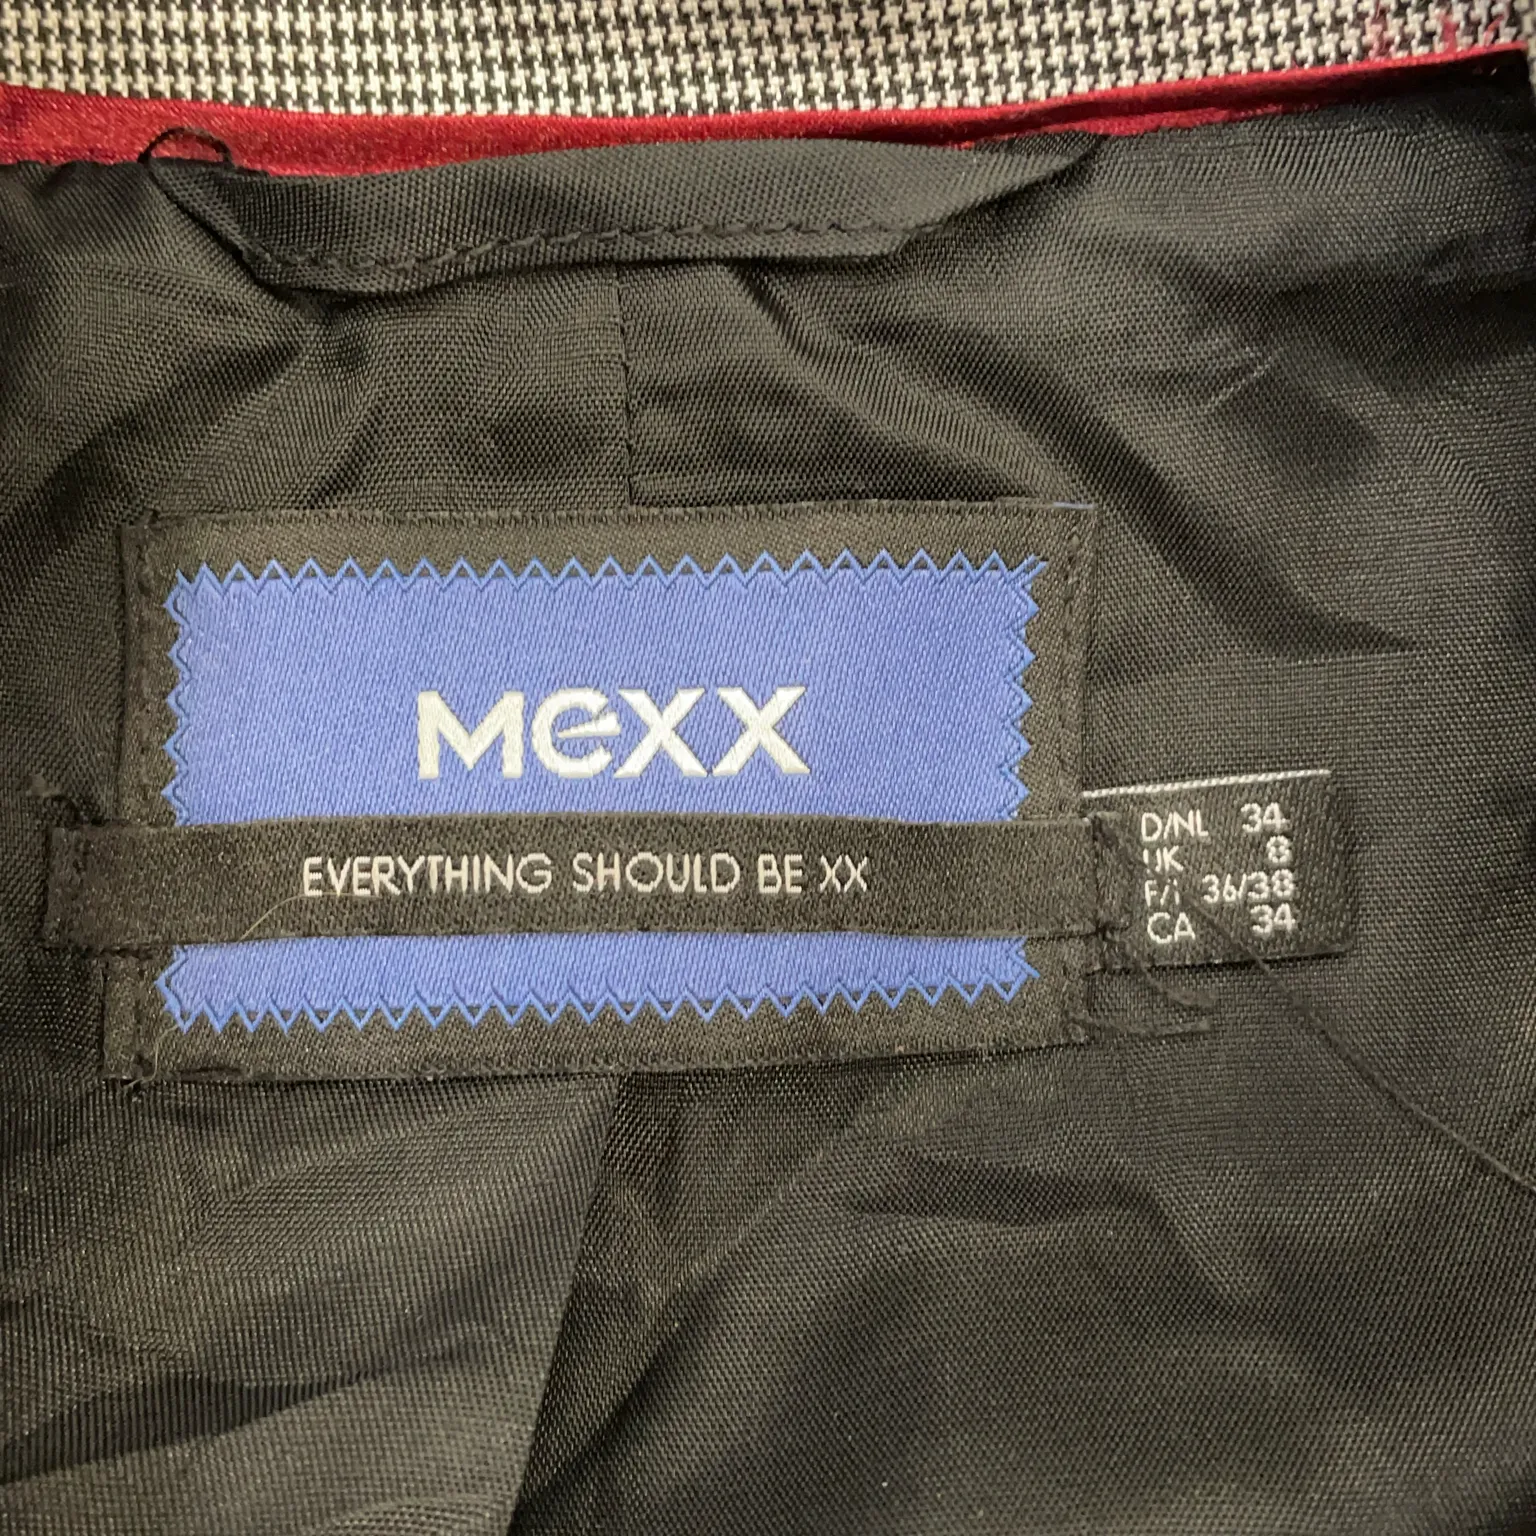 MeXX
EVERYTHING SHOULD BE XX
D/NL 34
UK 8
F/I 36/38
CA 34